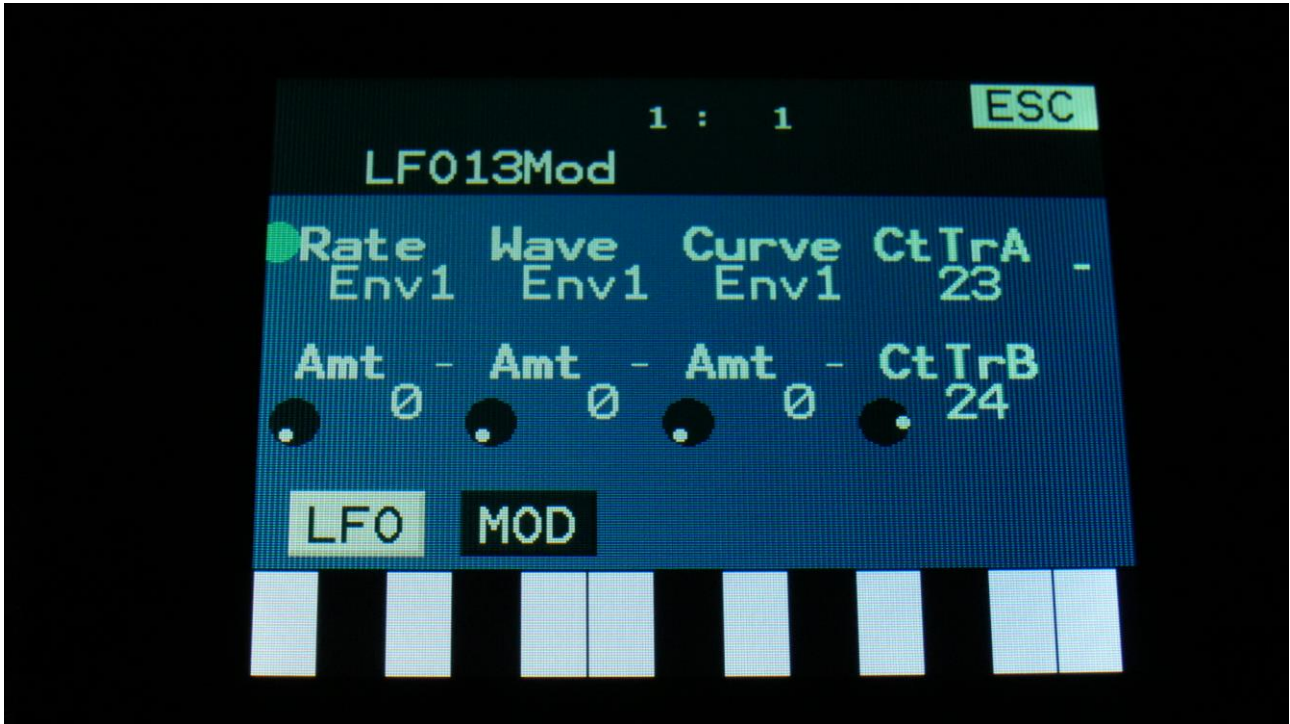 1 : 1 ESC
LFO13Mod
Rate Wave Curve CtTrA -
Env1 Env1 Env1 23
Amt - Amt - Amt - CtTrB
0 0 0 24
LFO MOD